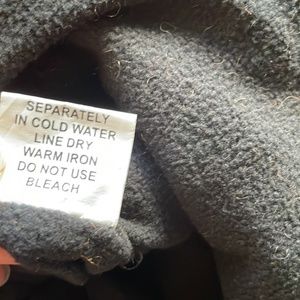 SEPARATELY
IN COLD WATER
LINE DRY
WARM IRON
DO NOT USE
BLEACH